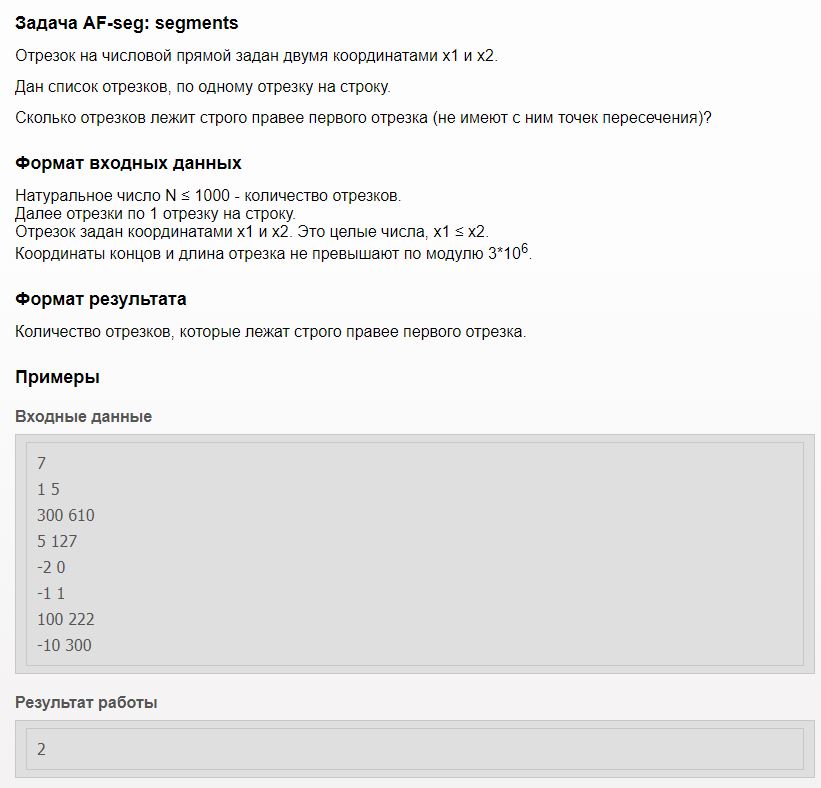 Задача AF-seg: segments
Отрезок на числовой прямой задан двумя координатами x1 и x2.
Дан список отрезков, по одному отрезку на строку.
Сколько отрезков лежит строго правее первого отрезка (не имеют с ним точек пересечения)?
Формат входных данных
Натуральное число N ≤ 1000 - количество отрезков.
Далее отрезки по 1 отрезку на строку.
Отрезок задан координатами x1 и x2. Это целые числа, x1 ≤ x2.
Координаты концов и длина отрезка не превышают по модулю 3*10⁶.
Формат результата
Количество отрезков, которые лежат строго правее первого отрезка.
Примеры
Входные данные
7
1 5
300 610
5 127
-2 0
-1 1
100 222
-10 300
Результат работы
2